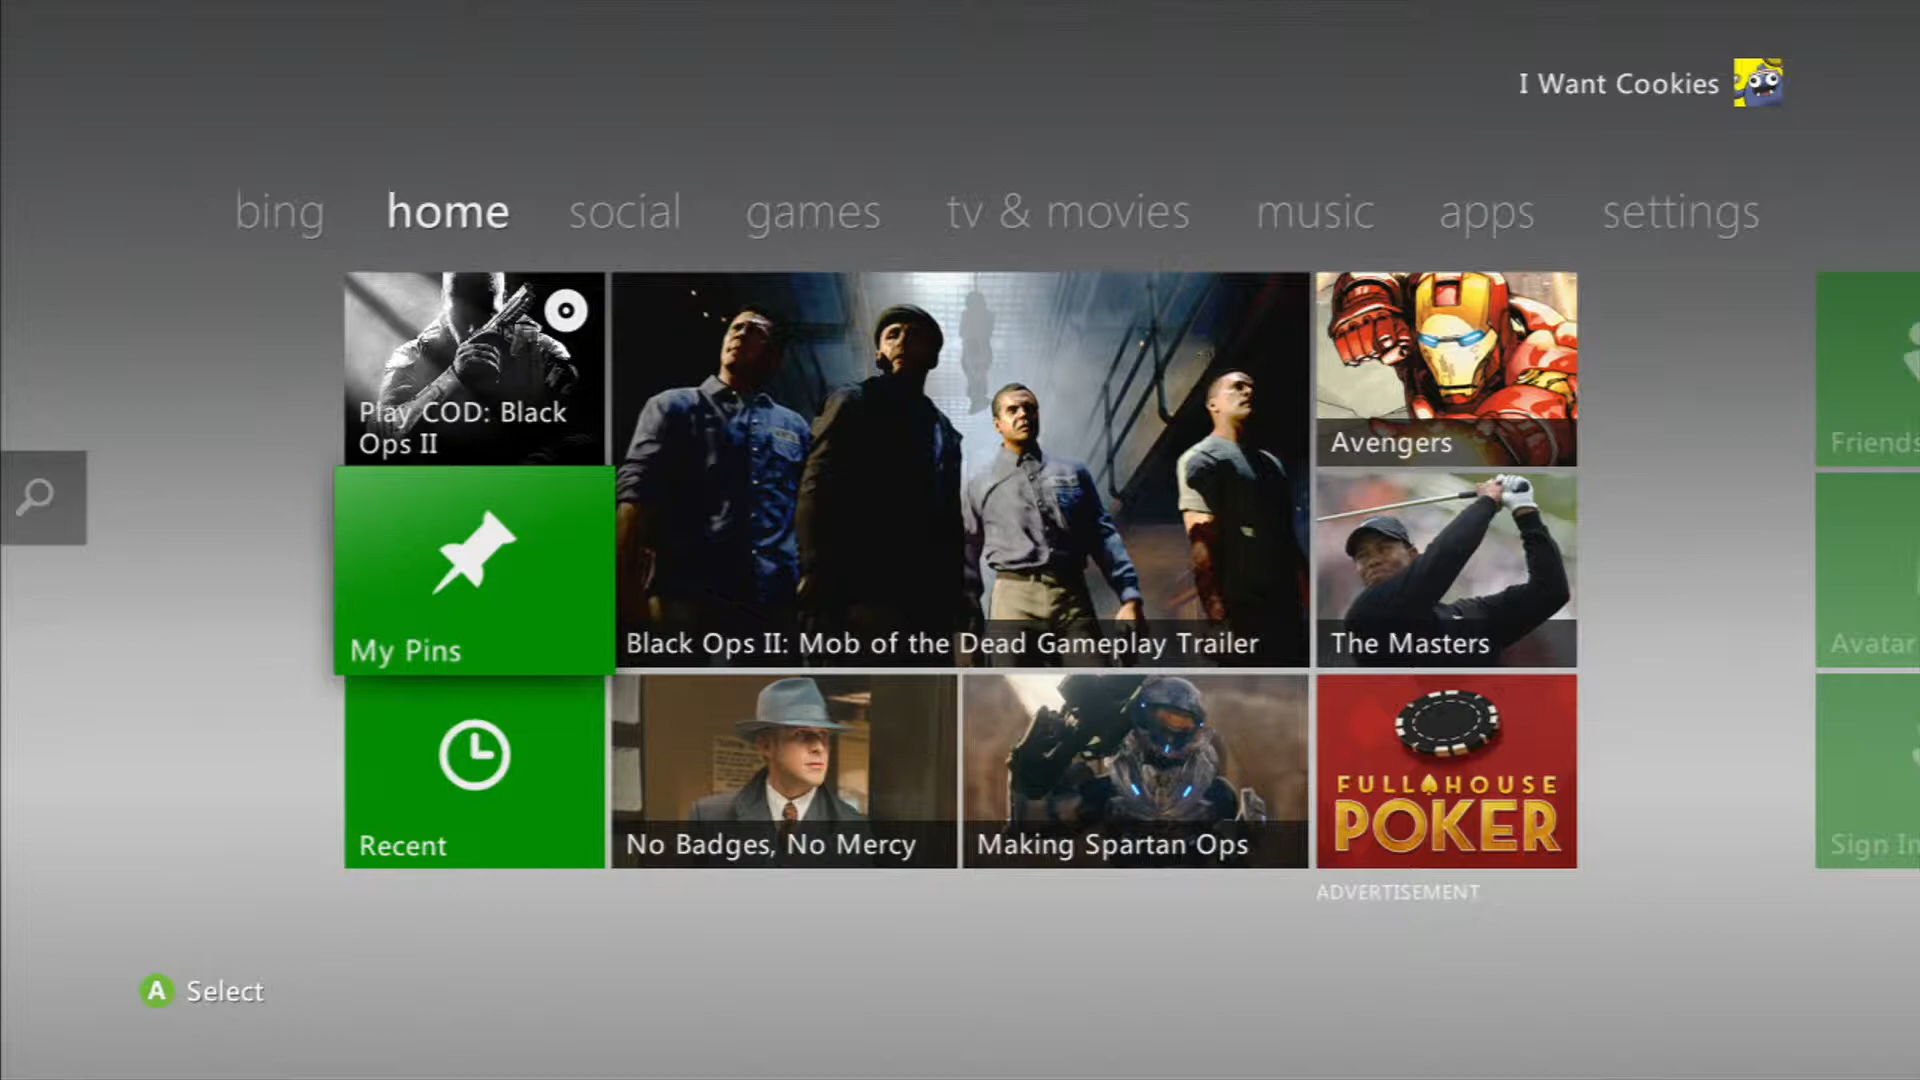 I Want Cookies
bing home social games tv & movies music apps settings
Play COD: Black
Ops II
Avengers
Friends
My Pins
Black Ops II: Mob of the Dead Gameplay Trailer
The Masters
Avatar
Recent
No Badges, No Mercy
Making Spartan Ops
FULL HOUSE
POKER
Sign In
ADVERTISEMENT
A Select